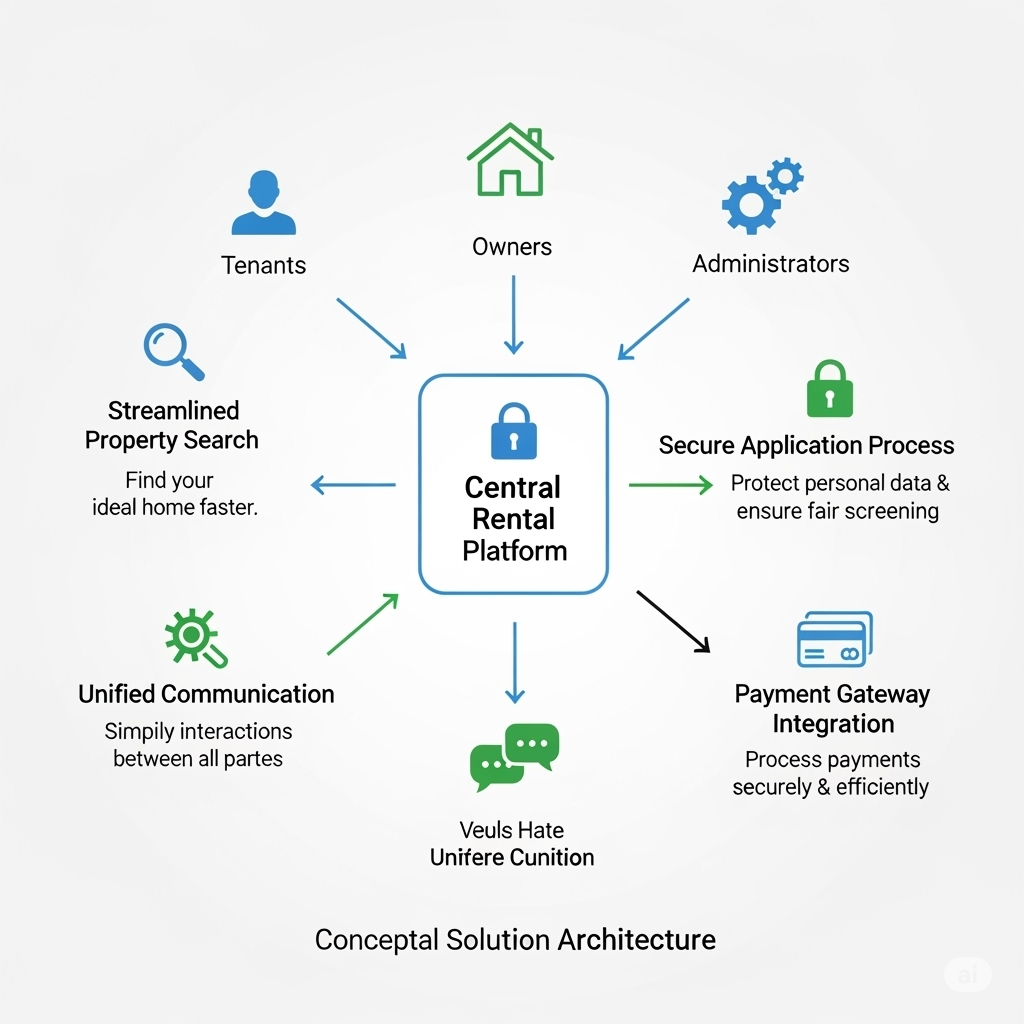 Tenants
Owners
Administrators
Streamlined
Property Search
Find your
ideal home faster.
Central
Rental
Platform
Secure Application Process
Protect personal data &
ensure fair screening
Unified Communication
Simpily interactions
between all partes
Veuls Hate
Unifere Cunition
Payment Gateway
Integration
Process payments
securely & efficiently
Conceptal Solution Architecture
ai